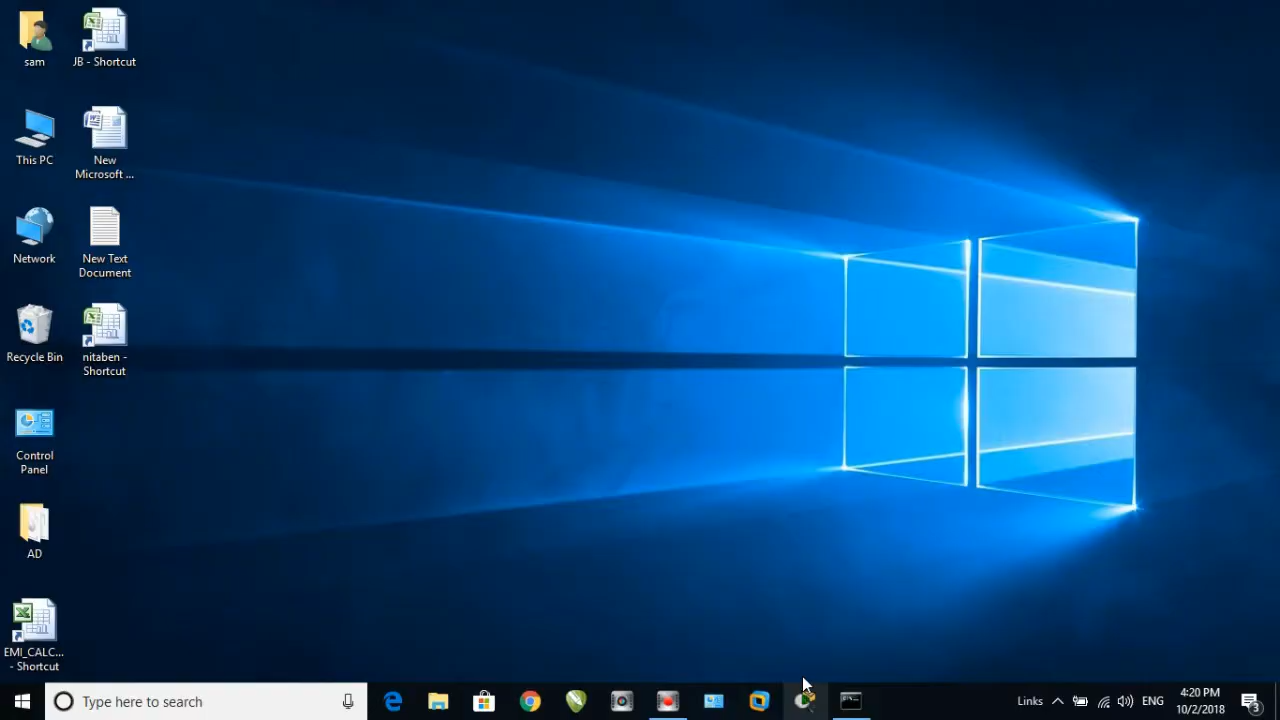 sam
JB - Shortcut
This PC
New
Microsoft ...
Network
New Text
Document
Recycle Bin
nitaben -
Shortcut
Control
Panel
AD
EMI_CALC...
- Shortcut
Type here to search
Links
ENG
4:20 PM
10/2/2018
3